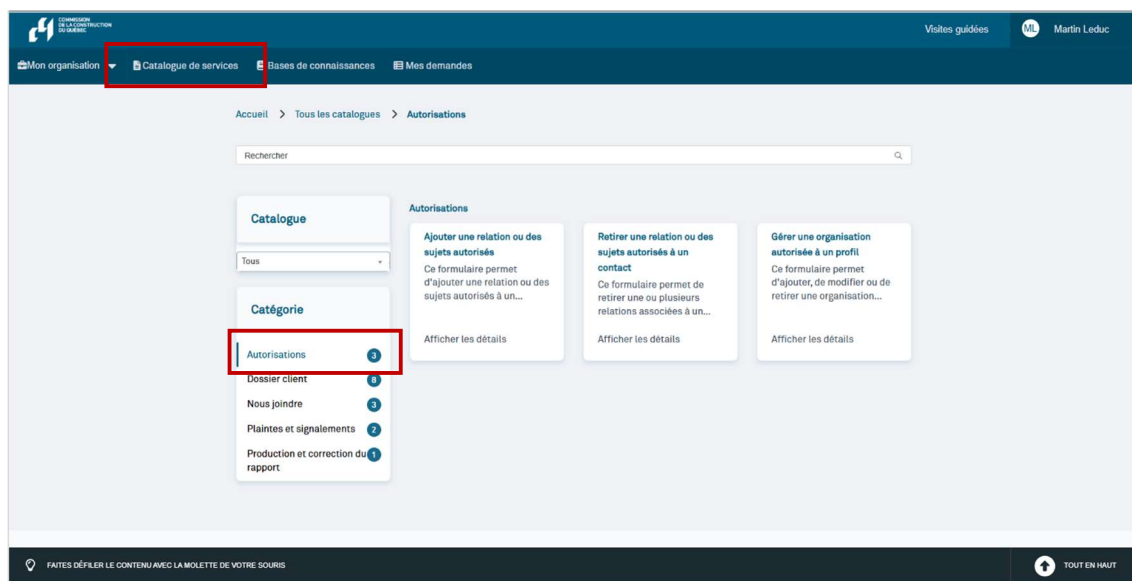 COMMISSION
DE LA CONSTRUCTION
DU QUÉBEC
Visites guidées
ML
Martin Leduc
Mon organisation
Catalogue de services
Bases de connaissances
Mes demandes
Accueil > Tous les catalogues > Autorisations
Rechercher
Catalogue
Tous
Catégorie
Autorisations 3
Dossier client 8
Nous joindre 3
Plaintes et signalements 2
Production et correction du 1
rapport
Autorisations
Ajouter une relation ou des
sujets autorisés
Ce formulaire permet
d'ajouter une relation ou des
sujets autorisés à un...
Afficher les détails
Retirer une relation ou des
sujets autorisés à un
contact
Ce formulaire permet de
retirer une ou plusieurs
relations associées à un...
Afficher les détails
Gérer une organisation
autorisée à un profil
Ce formulaire permet
d'ajouter, de modifier ou de
retirer une organisation...
Afficher les détails
FAITES DÉFILER LE CONTENU AVEC LA MOLETTE DE VOTRE SOURIS
TOUT EN HAUT